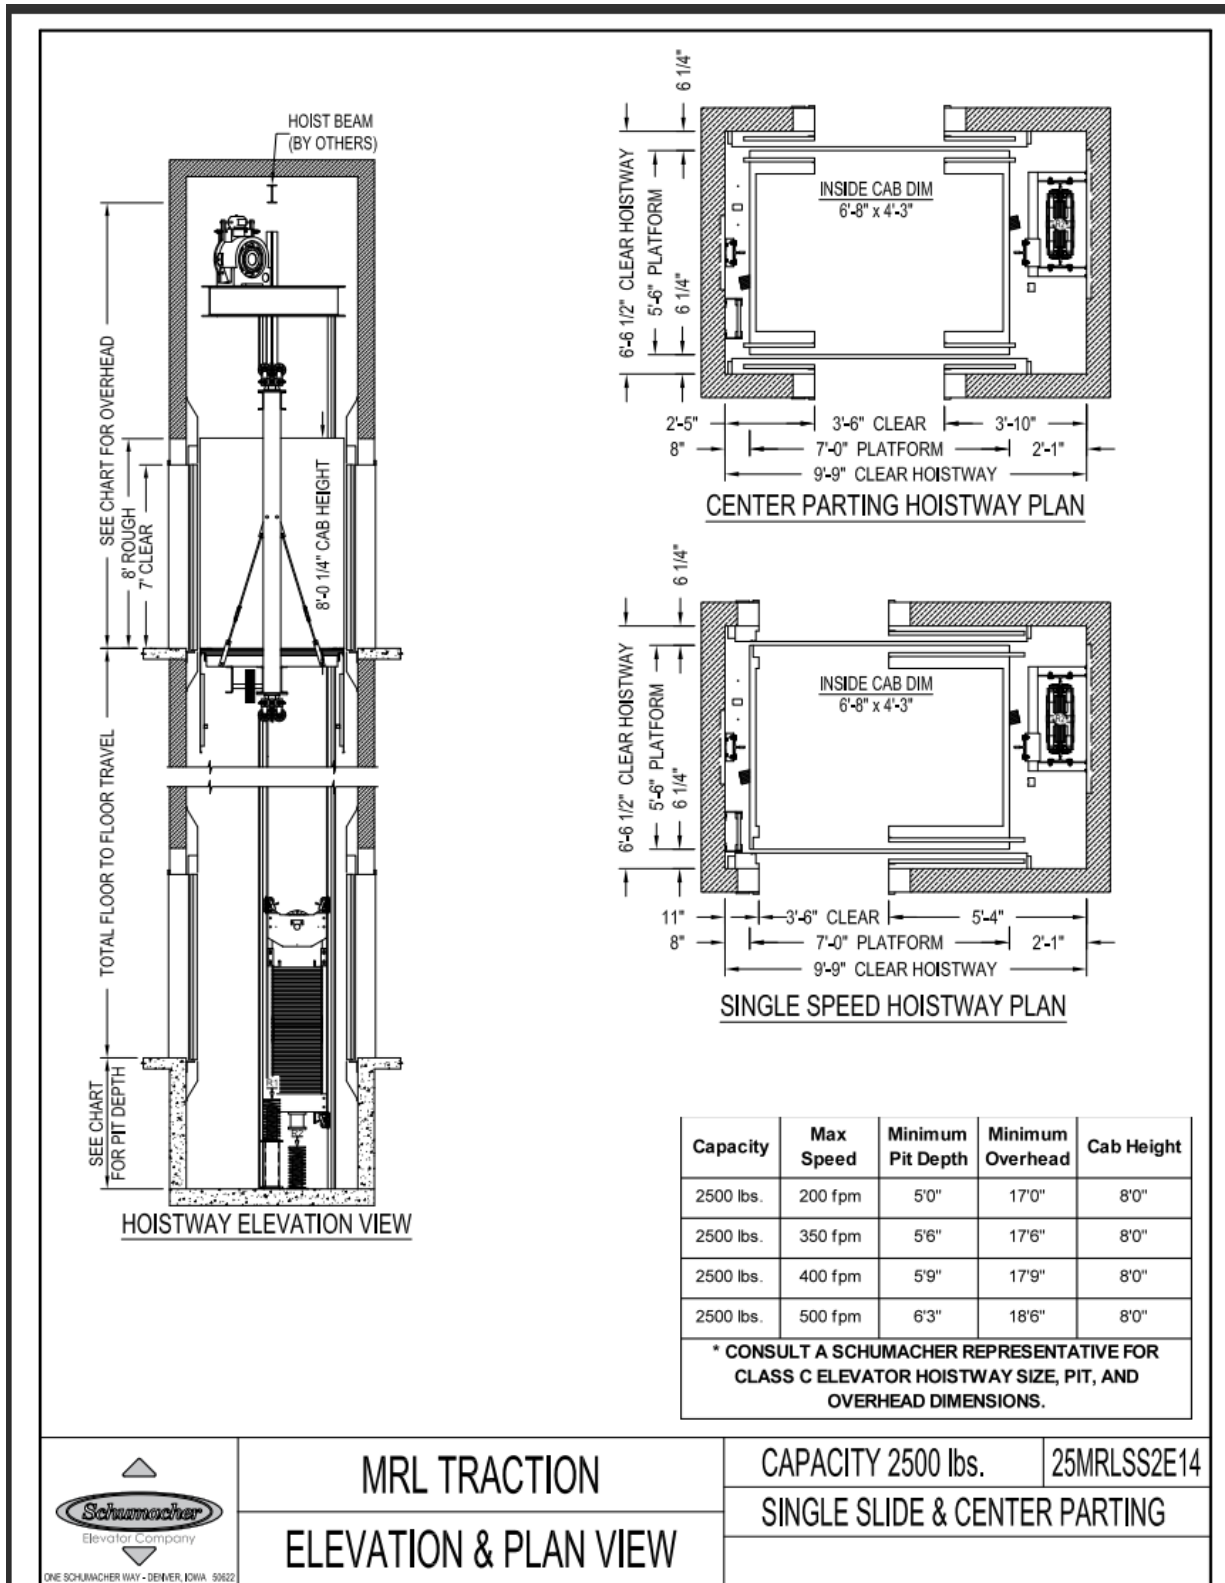 HOIST BEAM
(BY OTHERS)
SEE CHART FOR OVERHEAD
8' ROUGH
7' CLEAR
8'-0 1/4" CAB HEIGHT
TOTAL FLOOR TO FLOOR TRAVEL
SEE CHART
FOR PIT DEPTH
R1
R2
HOISTWAY ELEVATION VIEW
6 1/4"
6'-6 1/2" CLEAR HOISTWAY
5'-6" PLATFORM
6 1/4"
INSIDE CAB DIM
6'-8" x 4'-3"
2'-5" 3'-6" CLEAR 3'-10"
8" 7'-0" PLATFORM 2'-1"
9'-9" CLEAR HOISTWAY
CENTER PARTING HOISTWAY PLAN
6 1/4"
6'-6 1/2" CLEAR HOISTWAY
5'-6" PLATFORM
6 1/4"
INSIDE CAB DIM
6'-8" x 4'-3"
11" 3'-6" CLEAR 5'-4"
8" 7'-0" PLATFORM 2'-1"
9'-9" CLEAR HOISTWAY
SINGLE SPEED HOISTWAY PLAN
Capacity Max Speed Minimum Pit Depth Minimum Overhead Cab Height
2500 lbs. 200 fpm 5'0" 17'0" 8'0"
2500 lbs. 350 fpm 5'6" 17'6" 8'0"
2500 lbs. 400 fpm 5'9" 17'9" 8'0"
2500 lbs. 500 fpm 6'3" 18'6" 8'0"
* CONSULT A SCHUMACHER REPRESENTATIVE FOR
CLASS C ELEVATOR HOISTWAY SIZE, PIT, AND
OVERHEAD DIMENSIONS.
Schumacher
Elevator Company
ONE SCHUMACHER WAY - DENVER, IOWA 50622
MRL TRACTION
ELEVATION & PLAN VIEW
CAPACITY 2500 lbs.
25MRLSS2E14
SINGLE SLIDE & CENTER PARTING